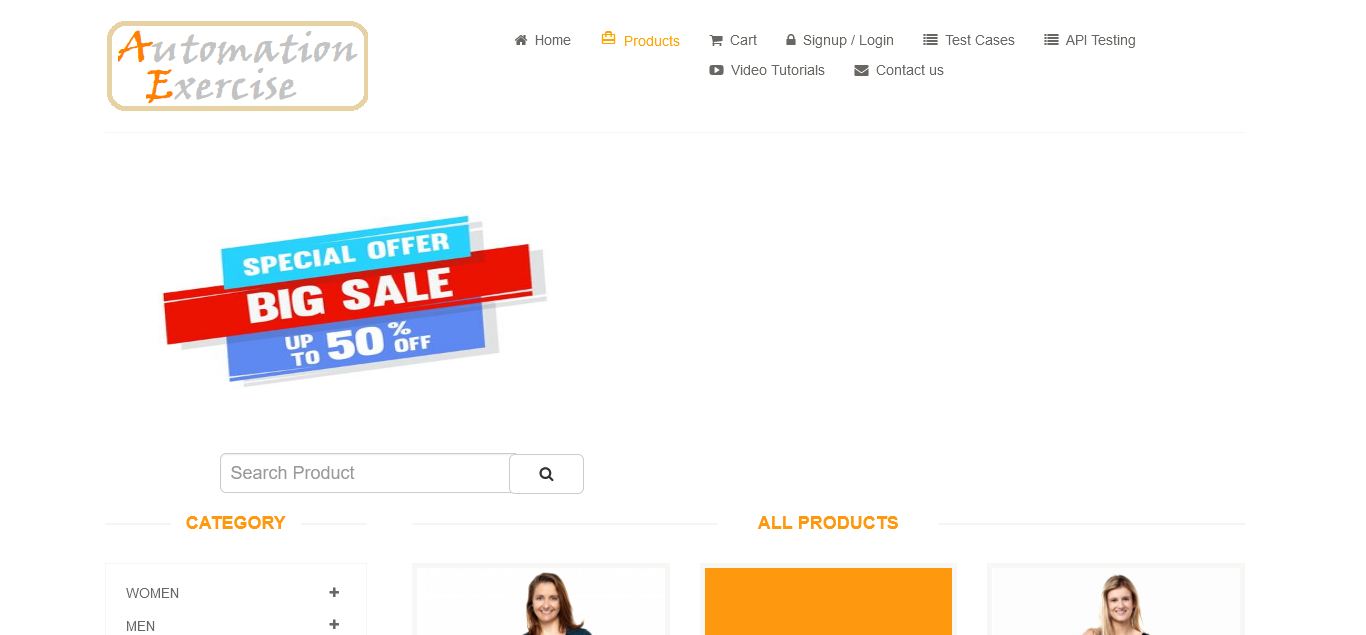 Automation
Exercise
Home Products Cart Signup / Login Test Cases API Testing
Video Tutorials Contact us
SPECIAL OFFER
BIG SALE
UP TO 50% OFF
Search Product
CATEGORY
ALL PRODUCTS
WOMEN
MEN